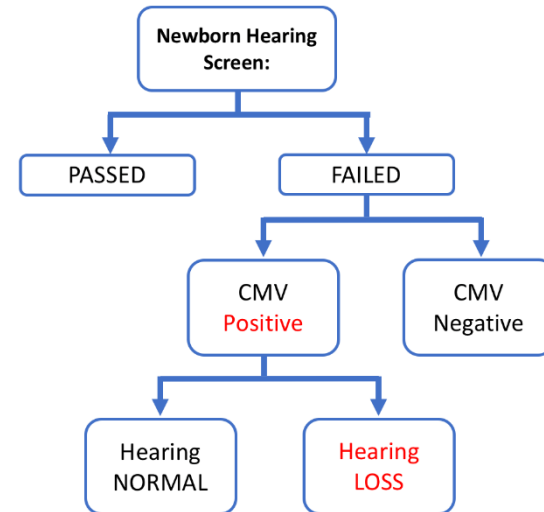 Newborn Hearing
Screen:
PASSED
FAILED
CMV
Positive
CMV
Negative
Hearing
NORMAL
Hearing
LOSS